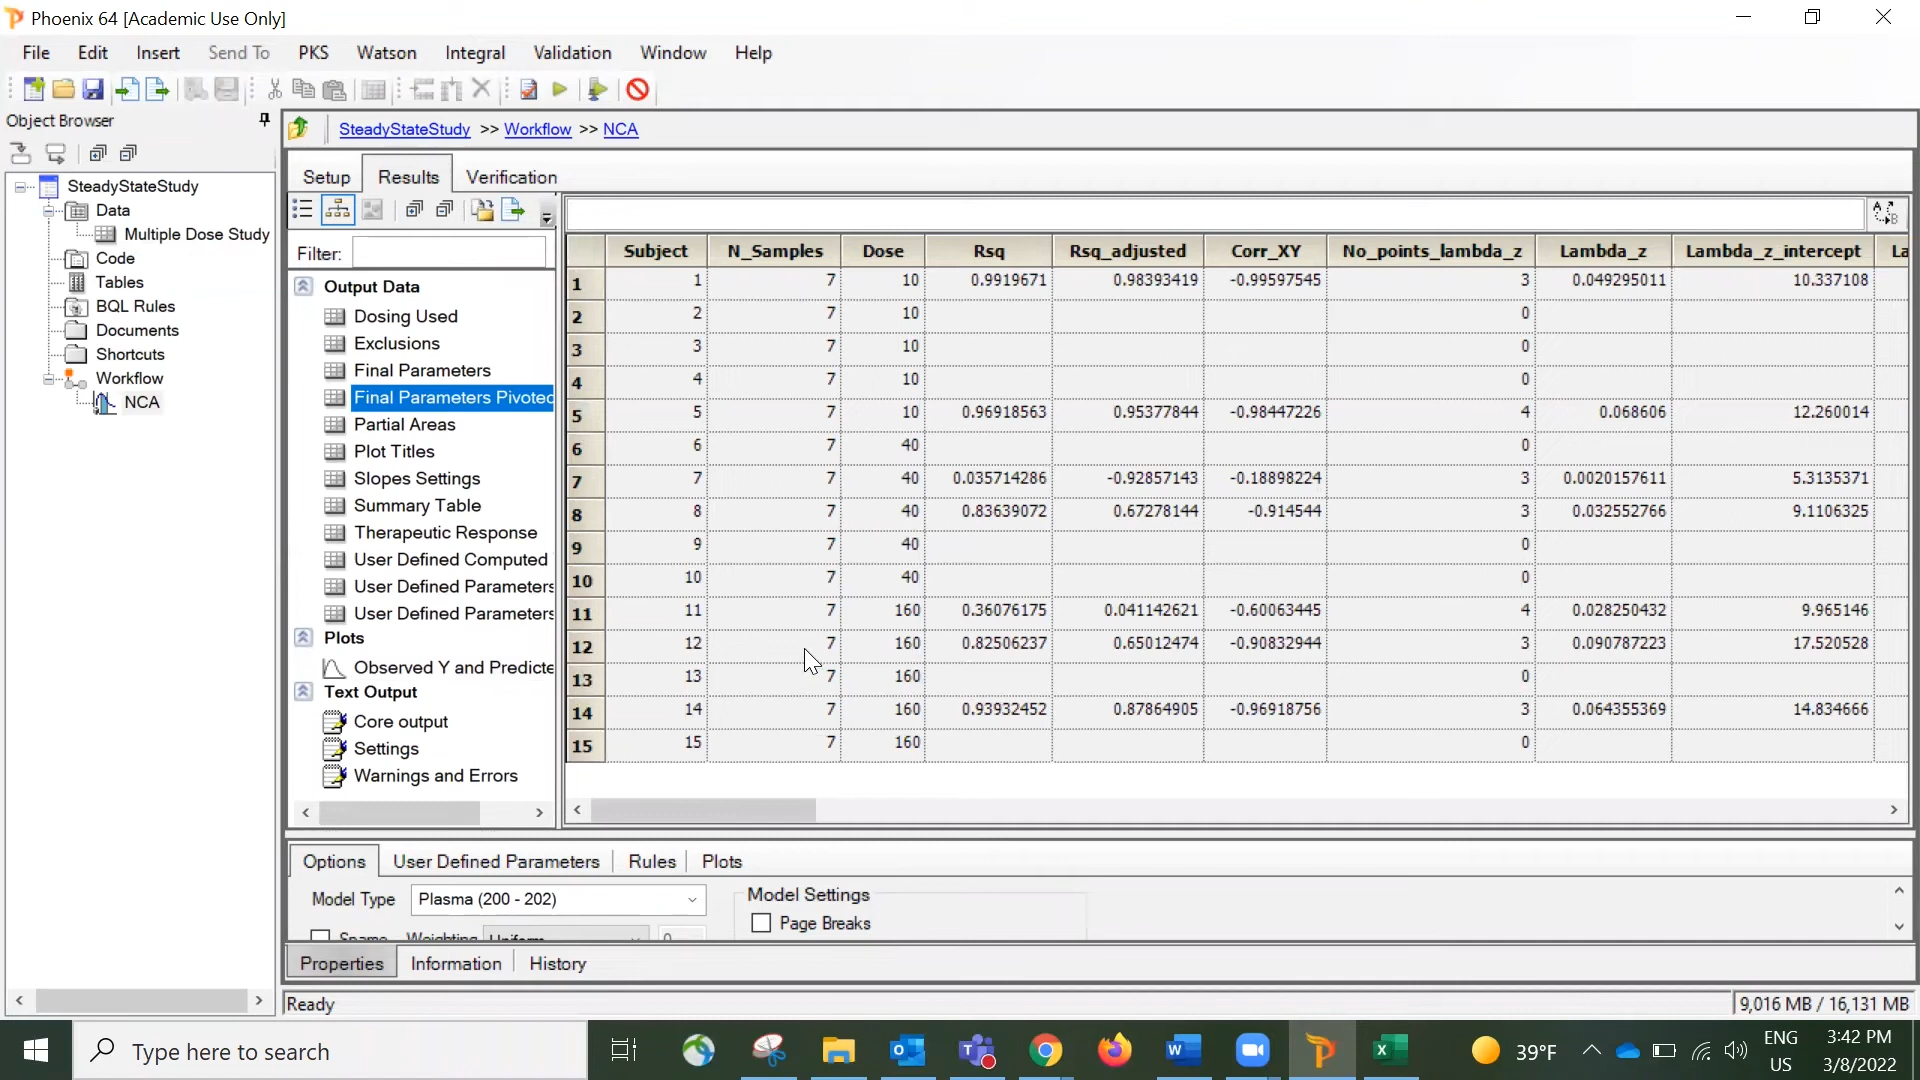 Phoenix 64 [Academic Use Only]
File Edit Insert Send To PKS Watson Integral Validation Window Help
Object Browser
SteadyStateStudy
Data
Multiple Dose Study
Code
Tables
BQL Rules
Documents
Shortcuts
Workflow
NCA
SteadyStateStudy >> Workflow >> NCA
Setup Results Verification
Filter:
Output Data
Dosing Used
Exclusions
Final Parameters
Final Parameters Pivoted
Partial Areas
Plot Titles
Slopes Settings
Summary Table
Therapeutic Response
User Defined Computed
User Defined Parameters
User Defined Parameters
Plots
Observed Y and Predicte
Text Output
Core output
Settings
Warnings and Errors
Subject N_Samples Dose Rsq Rsq_adjusted Corr_XY No_points_lambda_z Lambda_z Lambda_z_intercept La
1 1 7 10 0.9919671 0.98393419 -0.99597545 3 0.049295011 10.337108
2 2 7 10 0
3 3 7 10 0
4 4 7 10 0
5 5 7 10 0.96918563 0.95377844 -0.98447226 4 0.068606 12.260014
6 6 7 40 0
7 7 7 40 0.035714286 -0.92857143 -0.18898224 3 0.0020157611 5.3135371
8 8 7 40 0.83639072 0.67278144 -0.914544 3 0.032552766 9.1106325
9 9 7 40 0
10 10 7 40 0
11 11 7 160 0.36076175 0.041142621 -0.60063445 4 0.028250432 9.965146
12 12 7 160 0.82506237 0.65012474 -0.90832944 3 0.090787223 17.520528
13 13 7 160 0
14 14 7 160 0.93932452 0.87864905 -0.96918756 3 0.064355369 14.834666
15 15 7 160 0
Options User Defined Parameters Rules Plots
Model Type Plasma (200 - 202)
Model Settings
Page Breaks
Sparse Weighting Uniform 0
Properties Information History
Ready
9,016 MB / 16,131 MB
Type here to search
39°F
ENG
US
3:42 PM
3/8/2022